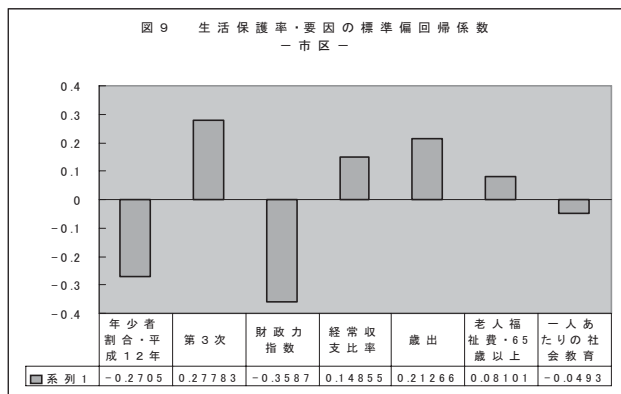 図９　生活保護率・要因の標準偏回帰係数
－市区－
0.4
0.3
0.2
0.1
0
－0.1
－0.2
－0.3
－0.4
年少者割合・平成１２年
第３次
財政力指数
経常収支比率
歳出
老人福祉費・65歳以上
一人あたりの社会教育
系列１ －0.2705 0.27783 －0.3587 0.14855 0.21266 0.08101 －0.0493